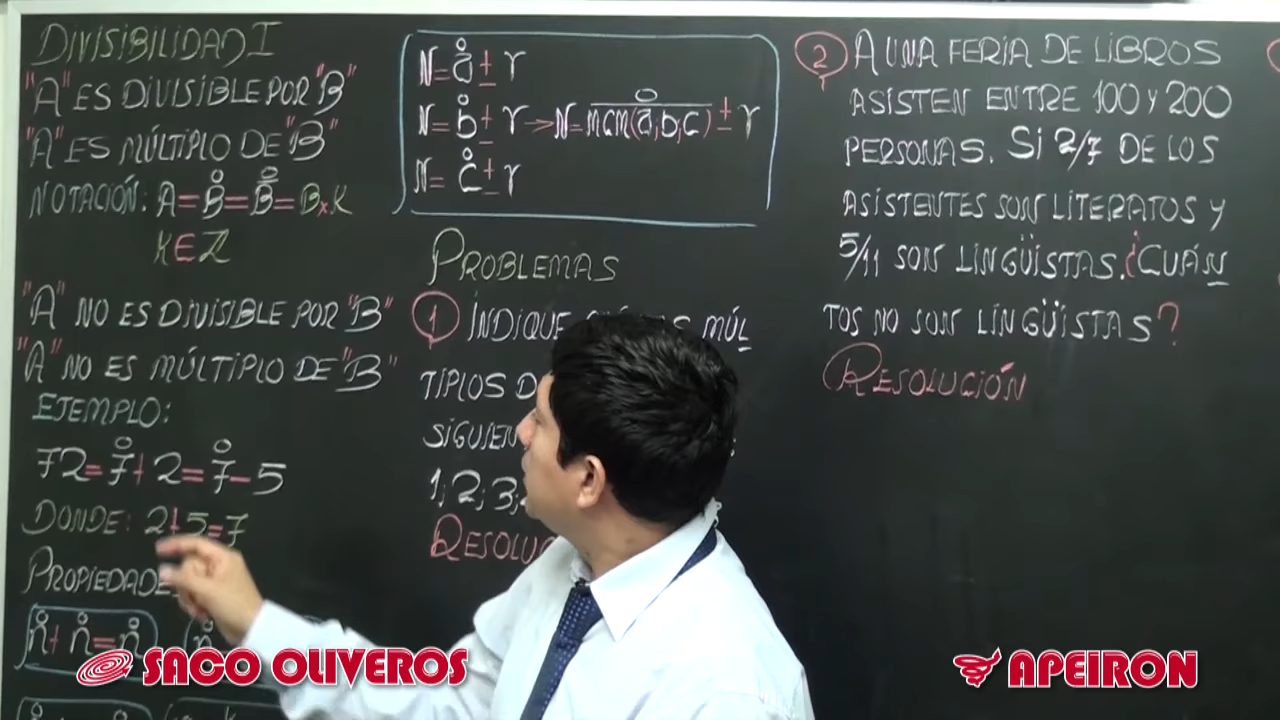 DIVISIBILIDAD I
"A" ES DIVISIBLE POR "B"
"A" ES MÚLTIPLO DE "B"
NOTACIÓN: A = B̊ = B̊ = B×K
K ∈ ℤ
"A" NO ES DIVISIBLE POR "B"
"A" NO ES MÚLTIPLO DE "B"
EJEMPLO:
72 = 7̊ + 2 = 7̊ - 5
DONDE: 2+5=7
n̊ + n̊ = n̊
N = å ± r
N = b̊ ± r → N = mcm(a,b,c) ± r
N = c̊ ± r
PROBLEMAS
1 INDIQUE MÚL
TIPLOS
1; 2; 3;
2 A UNA FERIA DE LIBROS
ASISTEN ENTRE 100 Y 200
PERSONAS. SI 2/7 DE LOS
ASISTENTES SON LITERATOS Y
5/11 SON LINGÜISTAS. ¿CUÁN
TOS NO SON LINGÜISTAS?
RESOLUCIÓN
SACO OLIVEROS
APEIRON